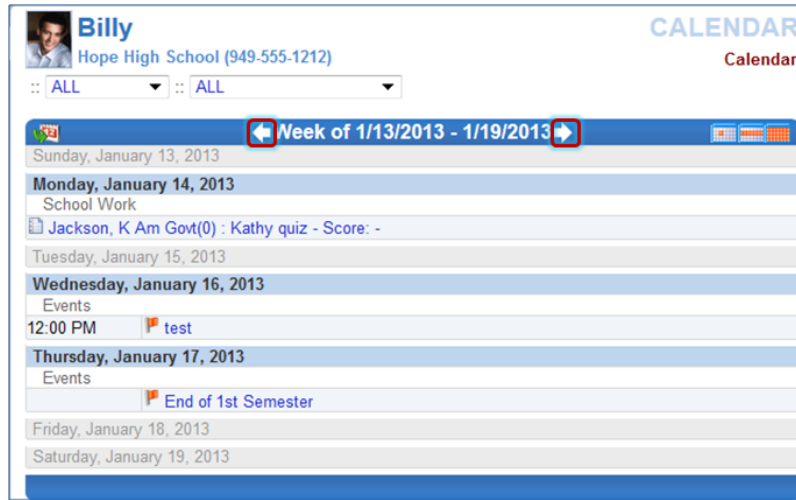 Billy
CALENDAR
Hope High School (949-555-1212)
Calendar
:: ALL :: ALL
Week of 1/13/2013 - 1/19/2013
Sunday, January 13, 2013
Monday, January 14, 2013
School Work
Jackson, K Am Govt(0) : Kathy quiz - Score: -
Tuesday, January 15, 2013
Wednesday, January 16, 2013
Events
12:00 PM test
Thursday, January 17, 2013
Events
End of 1st Semester
Friday, January 18, 2013
Saturday, January 19, 2013